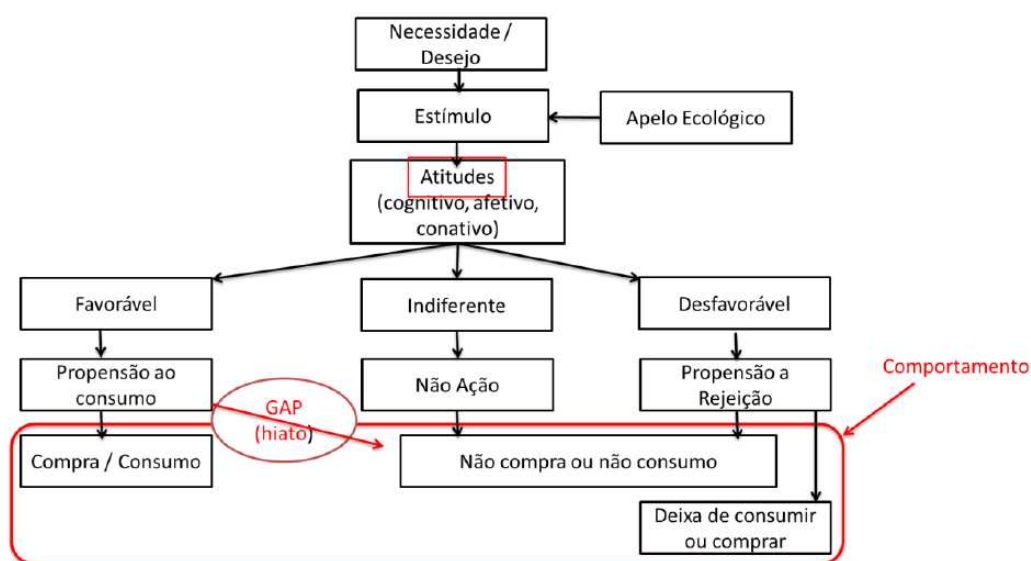 Necessidade /
Desejo
Estímulo
Apelo Ecológico
Atitudes
(cognitivo, afetivo,
conativo)
Favorável
Indiferente
Desfavorável
Propensão ao
consumo
GAP
(hiato)
Não Ação
Propensão a
Rejeição
Comportamento
Compra / Consumo
Não compra ou não consumo
Deixa de consumir
ou comprar